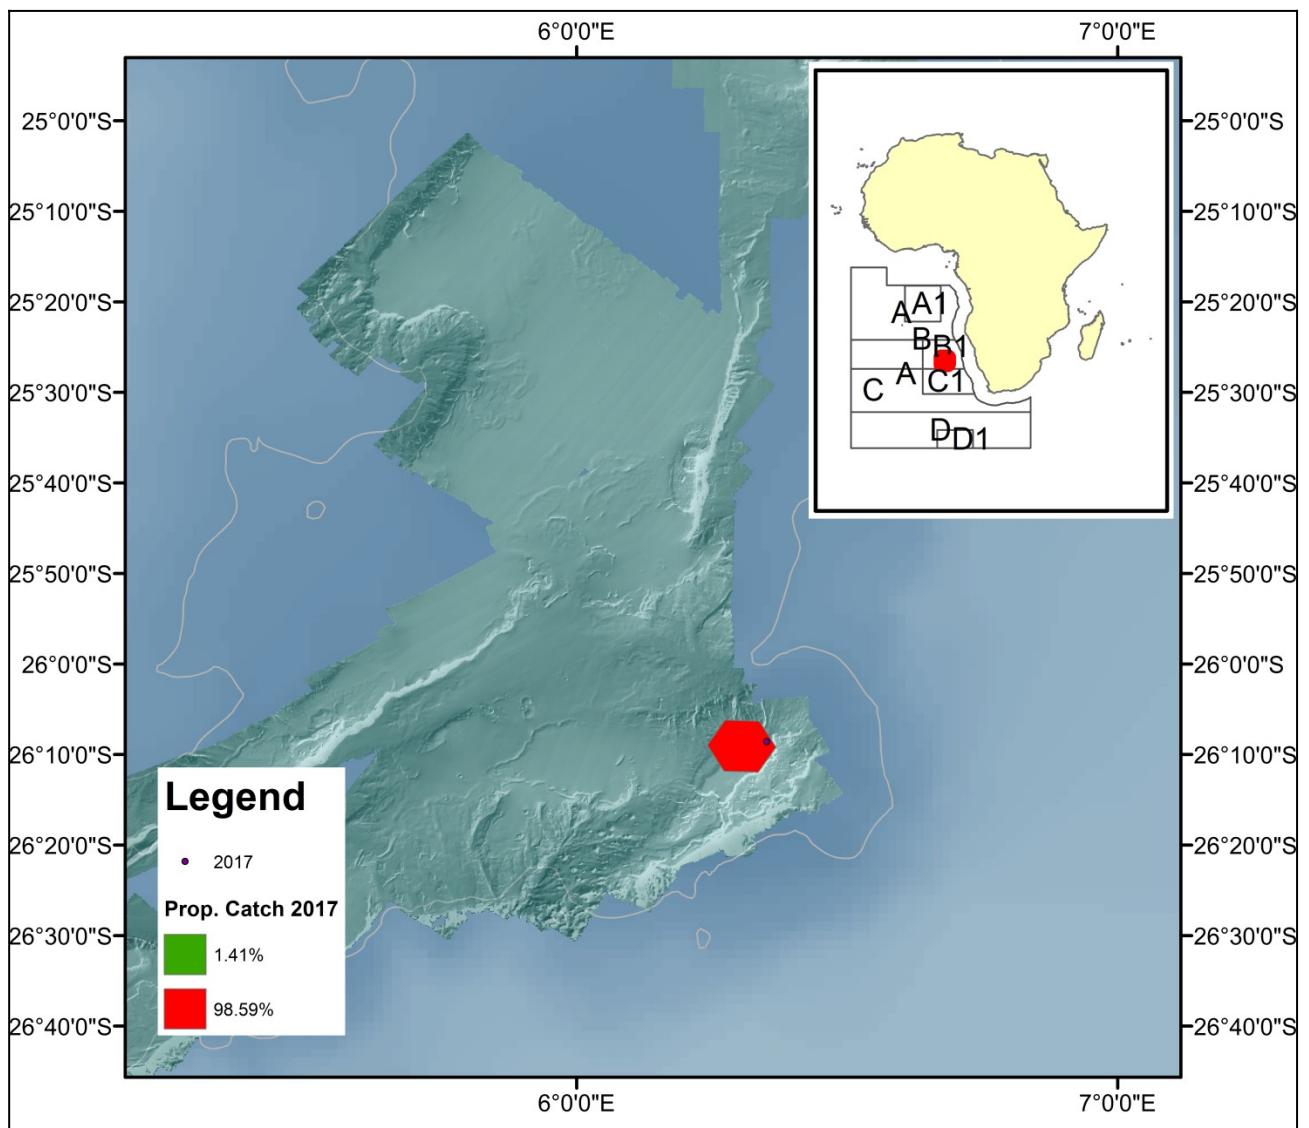 6°0'0"E
7°0'0"E
25°0'0"S
25°0'0"S
25°10'0"S
25°10'0"S
25°20'0"S
25°20'0"S
25°30'0"S
25°30'0"S
25°40'0"S
25°40'0"S
25°50'0"S
25°50'0"S
26°0'0"S
26°0'0"S
26°10'0"S
26°10'0"S
26°20'0"S
26°20'0"S
26°30'0"S
26°30'0"S
26°40'0"S
26°40'0"S
A
A1
B
B1
A
C1
C
D
D1
Legend
2017
Prop. Catch 2017
1.41%
98.59%
6°0'0"E
7°0'0"E